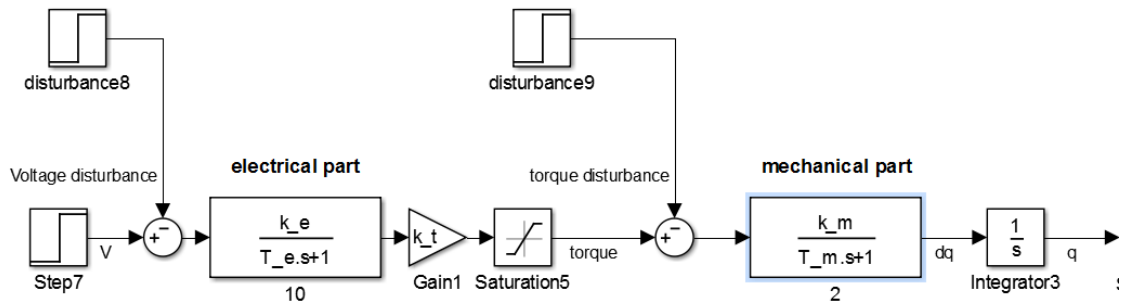 disturbance8
disturbance9
Voltage disturbance
electrical part
torque disturbance
mechanical part
Step7
V
+
−
k_e
T_e.s+1
10
k_t
Gain1
Saturation5
torque
+
−
k_m
T_m.s+1
2
dq
1
s
Integrator3
q